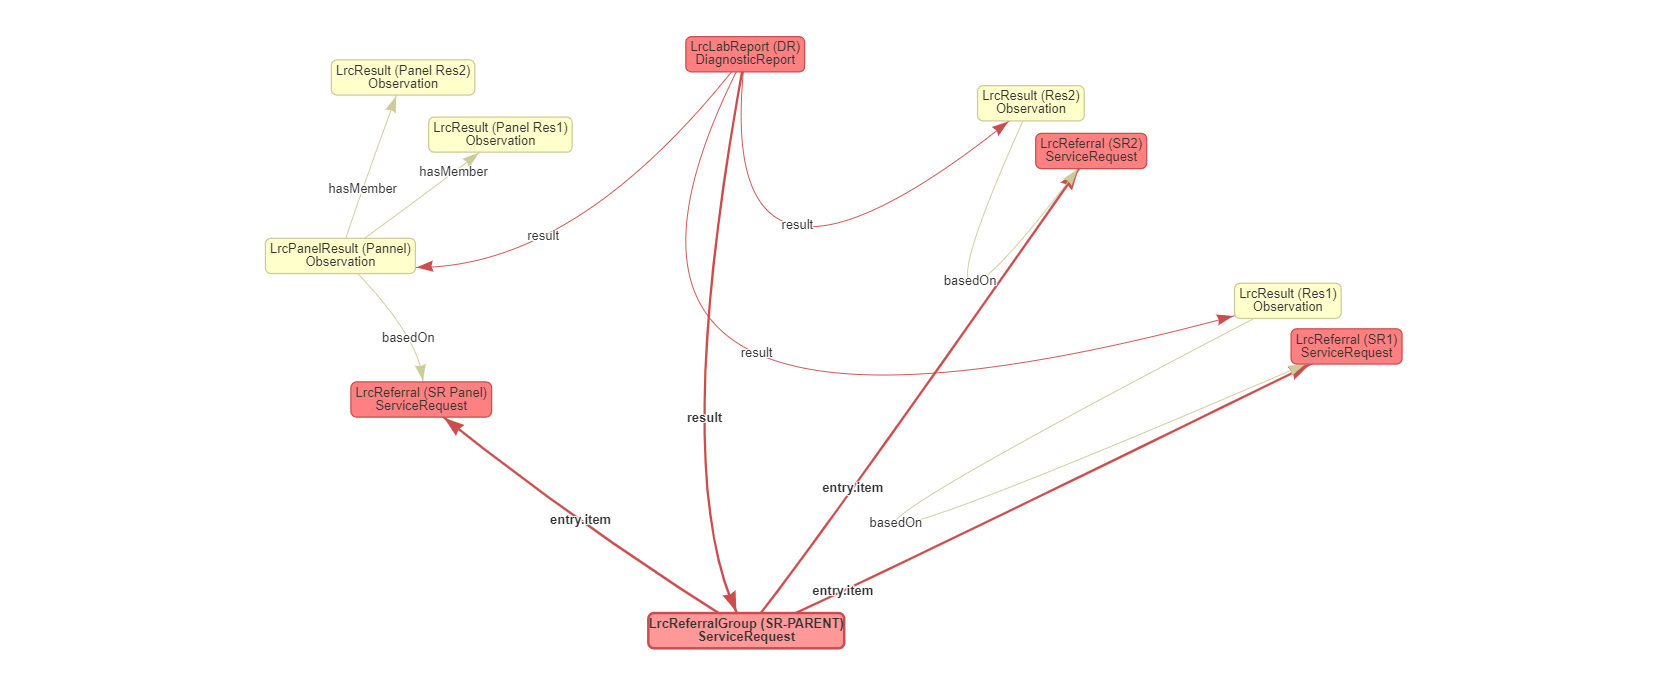 LrcLabReport (DR)
DiagnosticReport
LrcResult (Panel Res2)
Observation
LrcResult (Res2)
Observation
LrcResult (Panel Res1)
Observation
LrcReferral (SR2)
ServiceRequest
hasMember
hasMember
result
result
LrcPanelResult (Pannel)
Observation
basedOn
LrcResult (Res1)
Observation
basedOn
LrcReferral (SR1)
ServiceRequest
result
LrcReferral (SR Panel)
ServiceRequest
result
entry.item
entry.item
basedOn
entry.item
LrcReferralGroup (SR-PARENT)
ServiceRequest